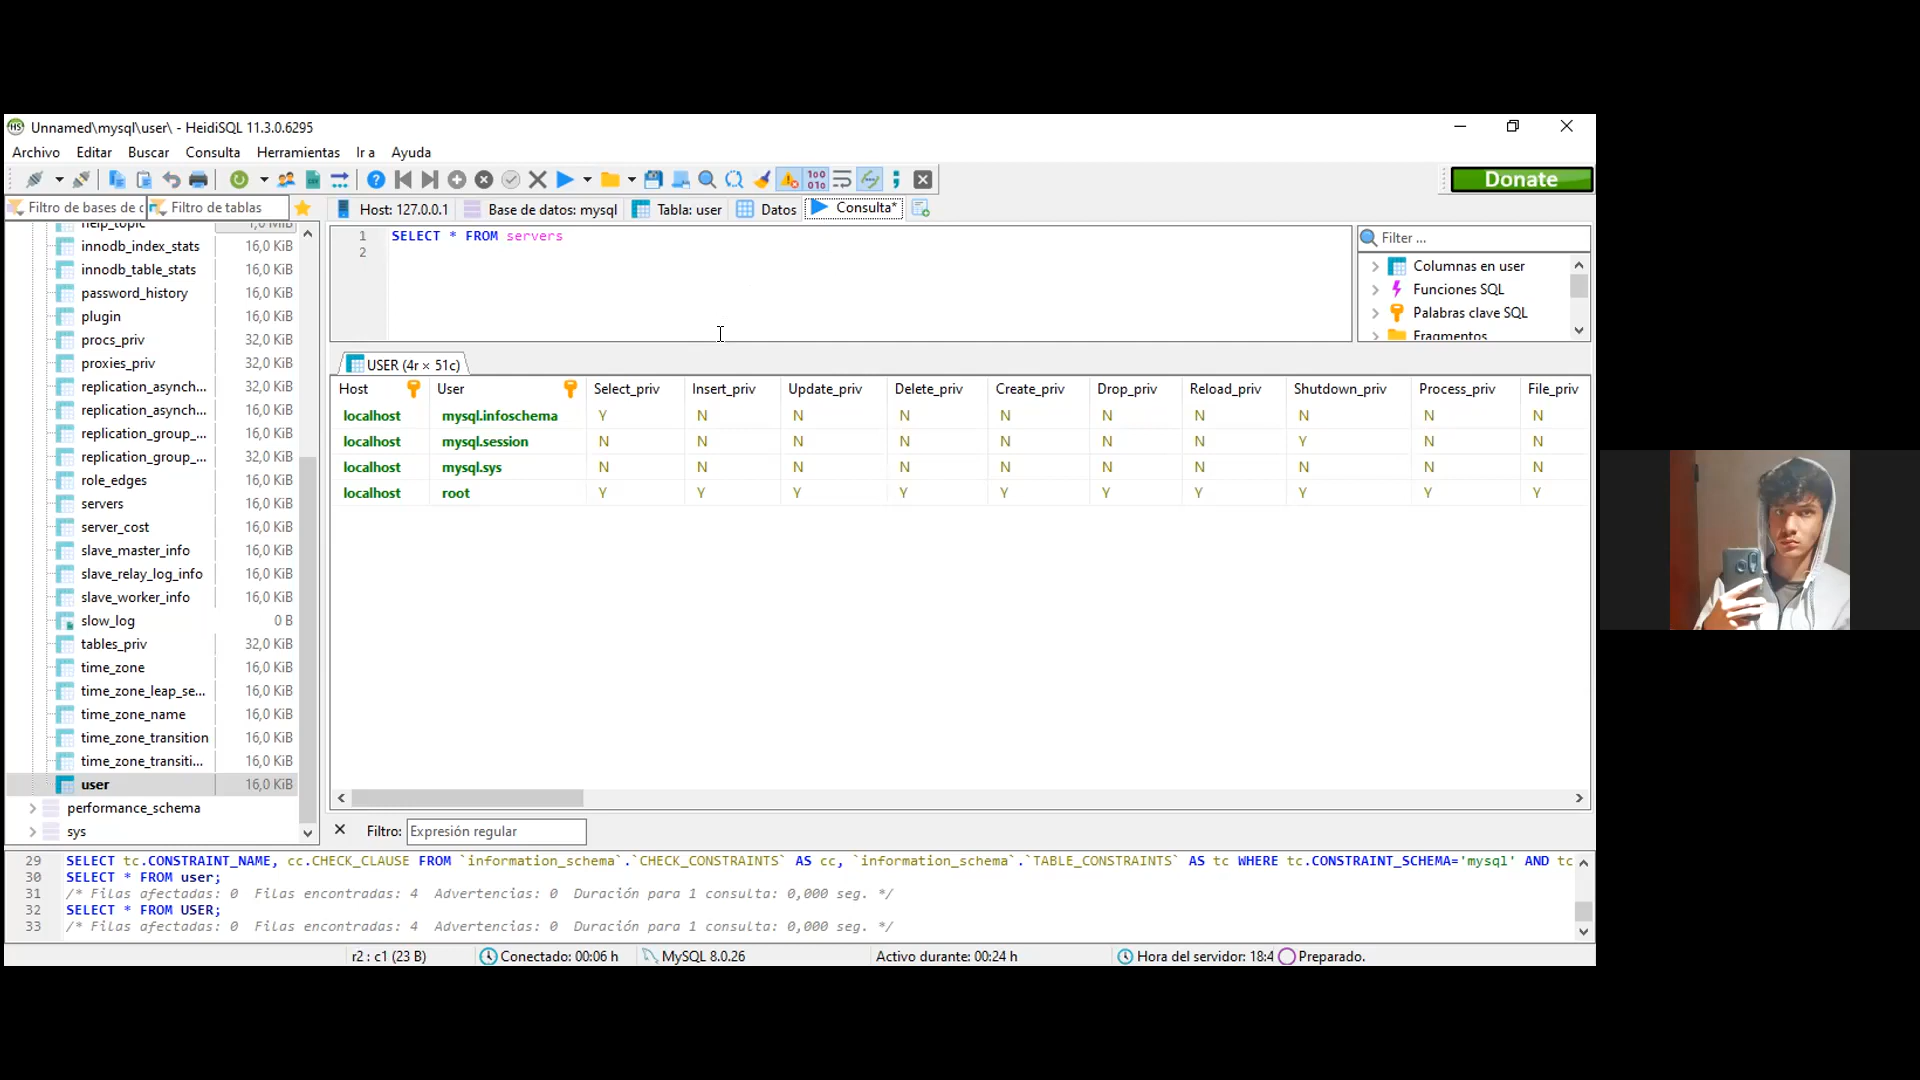 Unnamed\mysql\user\ - HeidiSQL 11.3.0.6295
Archivo Editar Buscar Consulta Herramientas Ir a Ayuda
Donate
Filtro de bases de c Filtro de tablas
Host: 127.0.0.1 Base de datos: mysql Tabla: user Datos Consulta*
help_topic 1,0 MiB
innodb_index_stats 16,0 KiB
innodb_table_stats 16,0 KiB
password_history 16,0 KiB
plugin 16,0 KiB
procs_priv 32,0 KiB
proxies_priv 32,0 KiB
replication_asynch... 32,0 KiB
replication_asynch... 16,0 KiB
replication_group_... 16,0 KiB
replication_group_... 32,0 KiB
role_edges 16,0 KiB
servers 16,0 KiB
server_cost 16,0 KiB
slave_master_info 16,0 KiB
slave_relay_log_info 16,0 KiB
slave_worker_info 16,0 KiB
slow_log 0 B
tables_priv 32,0 KiB
time_zone 16,0 KiB
time_zone_leap_se... 16,0 KiB
time_zone_name 16,0 KiB
time_zone_transition 16,0 KiB
time_zone_transiti... 16,0 KiB
user 16,0 KiB
performance_schema
sys
1 SELECT * FROM servers
2
Filter ...
Columnas en user
Funciones SQL
Palabras clave SQL
Fragmentos
USER (4r × 51c)
Host User Select_priv Insert_priv Update_priv Delete_priv Create_priv Drop_priv Reload_priv Shutdown_priv Process_priv File_priv
localhost mysql.infoschema Y N N N N N N N N N
localhost mysql.session N N N N N N N Y N N
localhost mysql.sys N N N N N N N N N N
localhost root Y Y Y Y Y Y Y Y Y Y
Filtro: Expresión regular
29 SELECT tc.CONSTRAINT_NAME, cc.CHECK_CLAUSE FROM `information_schema`.`CHECK_CONSTRAINTS` AS cc, `information_schema`.`TABLE_CONSTRAINTS` AS tc WHERE tc.CONSTRAINT_SCHEMA='mysql' AND tc
30 SELECT * FROM user;
31 /* Filas afectadas: 0 Filas encontradas: 4 Advertencias: 0 Duración para 1 consulta: 0,000 seg. */
32 SELECT * FROM USER;
33 /* Filas afectadas: 0 Filas encontradas: 4 Advertencias: 0 Duración para 1 consulta: 0,000 seg. */
r2 : c1 (23 B) Conectado: 00:06 h MySQL 8.0.26 Activo durante: 00:24 h Hora del servidor: 18:4 Preparado.